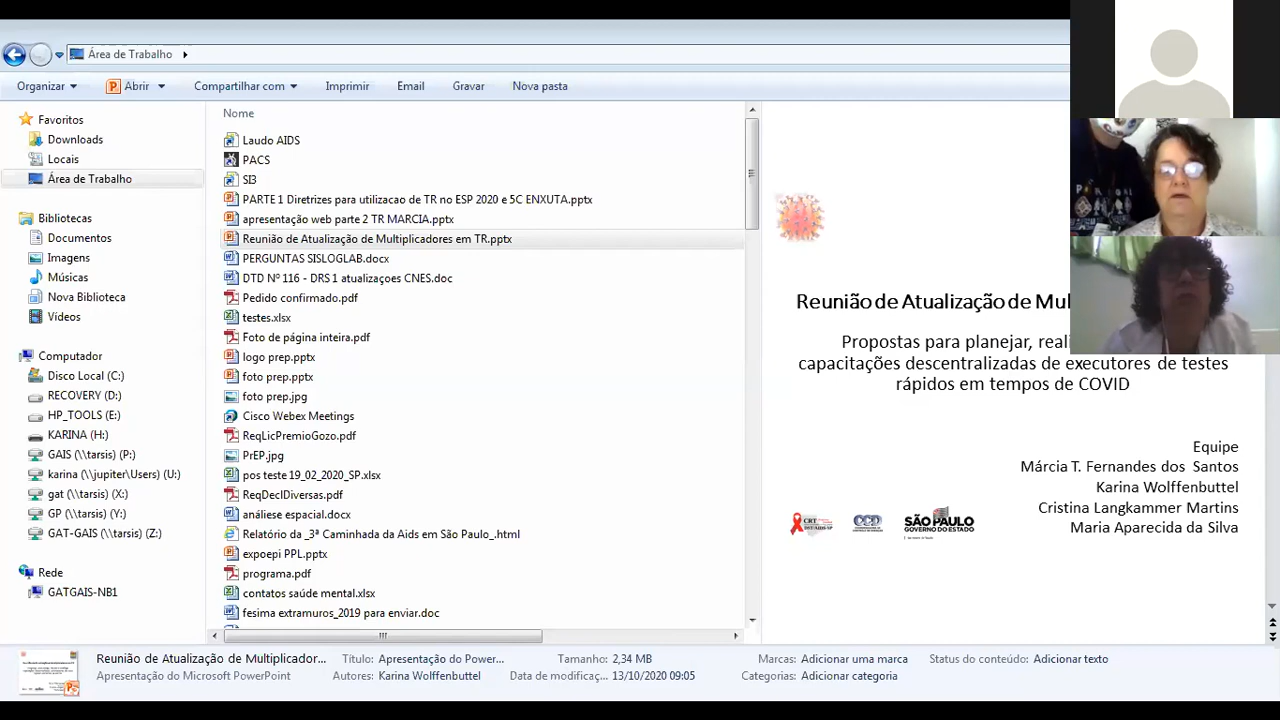 Área de Trabalho
Organizar
Abrir
Compartilhar com
Imprimir
Email
Gravar
Nova pasta
Favoritos
Downloads
Locais
Área de Trabalho
Bibliotecas
Documentos
Imagens
Músicas
Nova Biblioteca
Vídeos
Computador
Disco Local (C:)
RECOVERY (D:)
HP_TOOLS (E:)
KARINA (H:)
GAIS (\\tarsis) (P:)
karina (\\jupiter\Users) (U:)
gat (\\tarsis) (X:)
GP (\\tarsis) (Y:)
GAT-GAIS (\\tarsis) (Z:)
Rede
GATGAIS-NB1
Nome
Laudo AIDS
PACS
SI3
PARTE 1 Diretrizes para utilizacao de TR no ESP 2020 e 5C ENXUTA.pptx
apresentação web parte 2 TR MARCIA.pptx
Reunião de Atualização de Multiplicadores em TR.pptx
PERGUNTAS SISLOGLAB.docx
DTD Nº 116 - DRS 1 atualizaçoes CNES.doc
Pedido confirmado.pdf
testes.xlsx
Foto de página inteira.pdf
logo prep.pptx
foto prep.pptx
foto prep.jpg
Cisco Webex Meetings
ReqLicPremioGozo.pdf
PrEP.jpg
pos teste 19_02_2020_SP.xlsx
ReqDeclDiversas.pdf
análiese espacial.docx
Relatório da _3ª Caminhada da Aids em São Paulo_.html
expoepi PPL.pptx
programa.pdf
contatos saúde mental.xlsx
fesima extramuros_2019 para enviar.doc
Reunião de Atualização de Mul
Propostas para planejar, reali
capacitações descentralizadas de executores de testes
rápidos em tempos de COVID
Equipe
Márcia T. Fernandes dos Santos
Karina Wolffenbuttel
Cristina Langkammer Martins
Maria Aparecida da Silva
CRT
CCD
SÃO PAULO
GOVERNO DO ESTADO
Reunião de Atualização de Multiplicador...
Apresentação do Microsoft PowerPoint
Título: Apresentação do Power...
Autores: Karina Wolffenbuttel
Tamanho: 2,34 MB
Data de modificaç... 13/10/2020 09:05
Marcas: Adicionar uma marca
Categorias: Adicionar categoria
Status do conteúdo: Adicionar texto